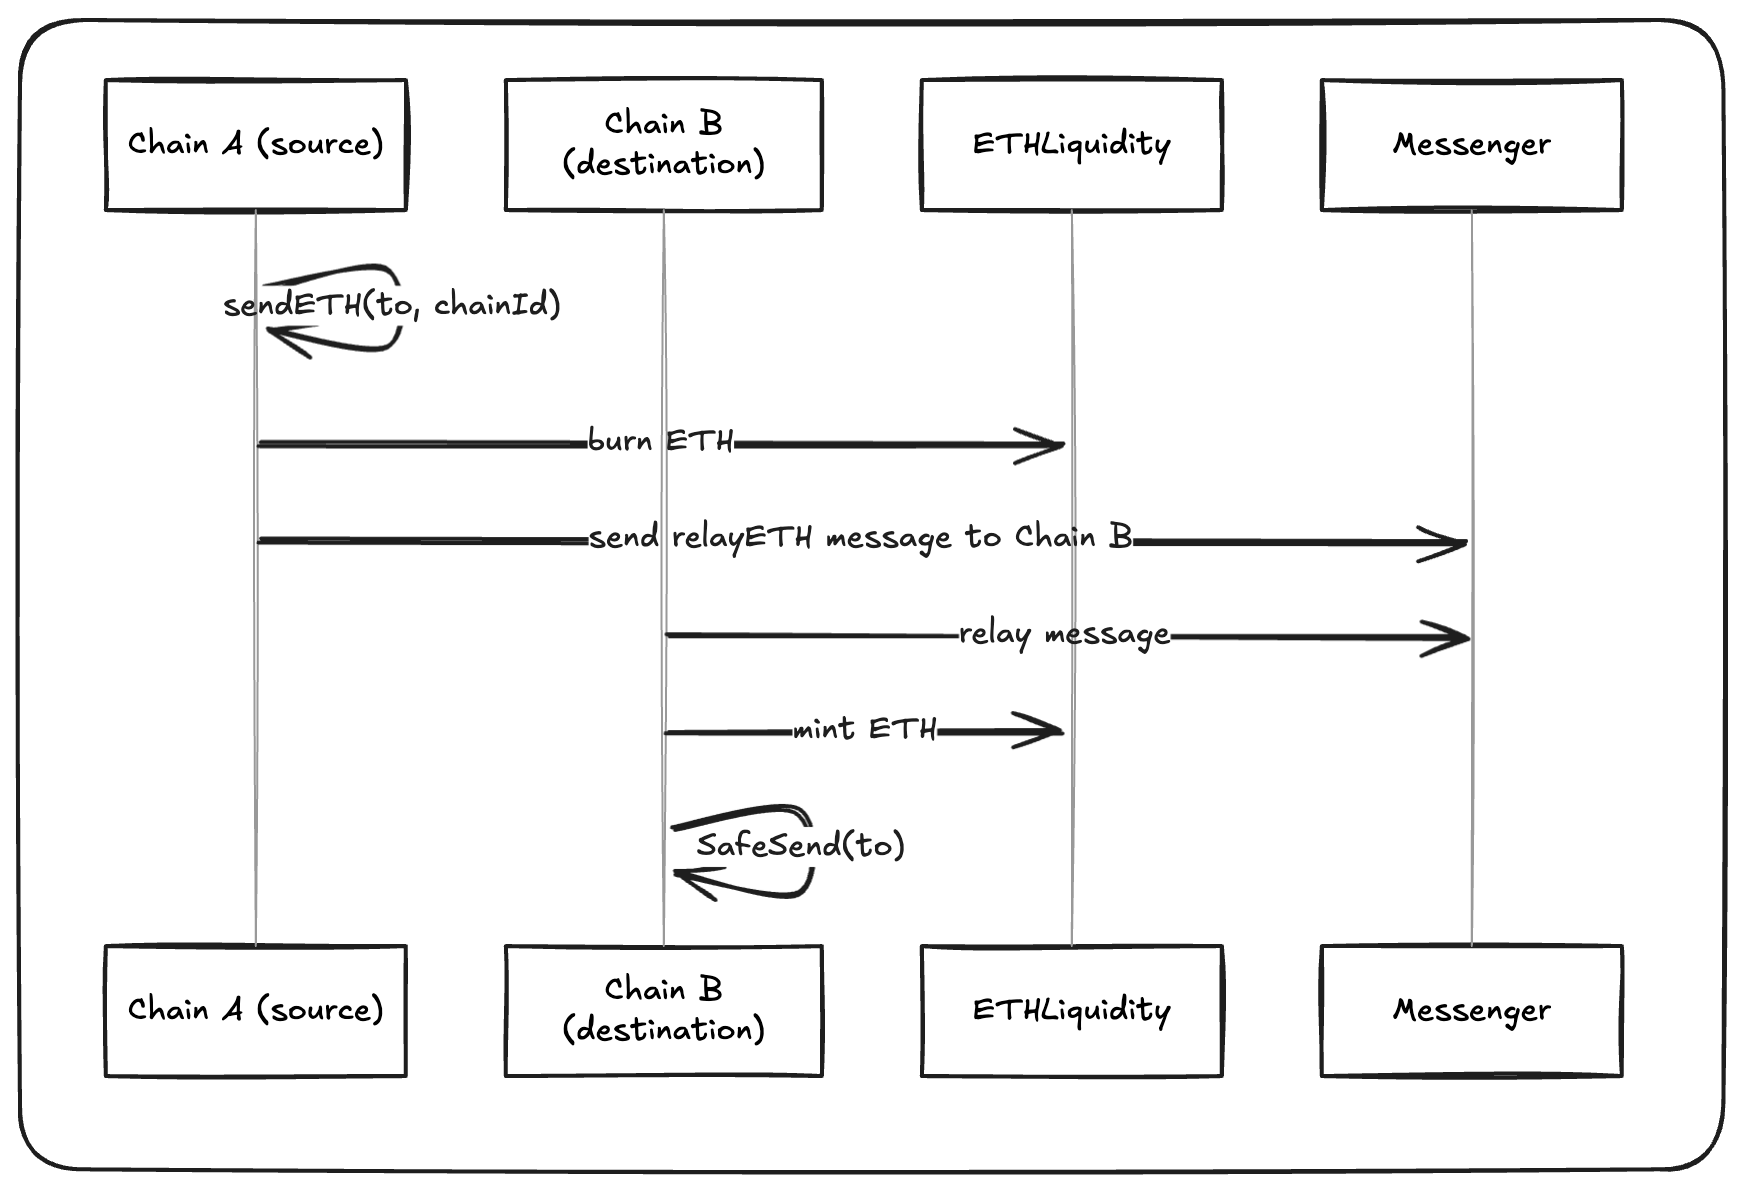 Chain A (source)
Chain B
(destination)
ETHLiquidity
Messenger
sendETH(to, chainId)
burn ETH
send relayETH message to Chain B
relay message
mint ETH
SafeSend(to)
Chain A (source)
Chain B
(destination)
ETHLiquidity
Messenger